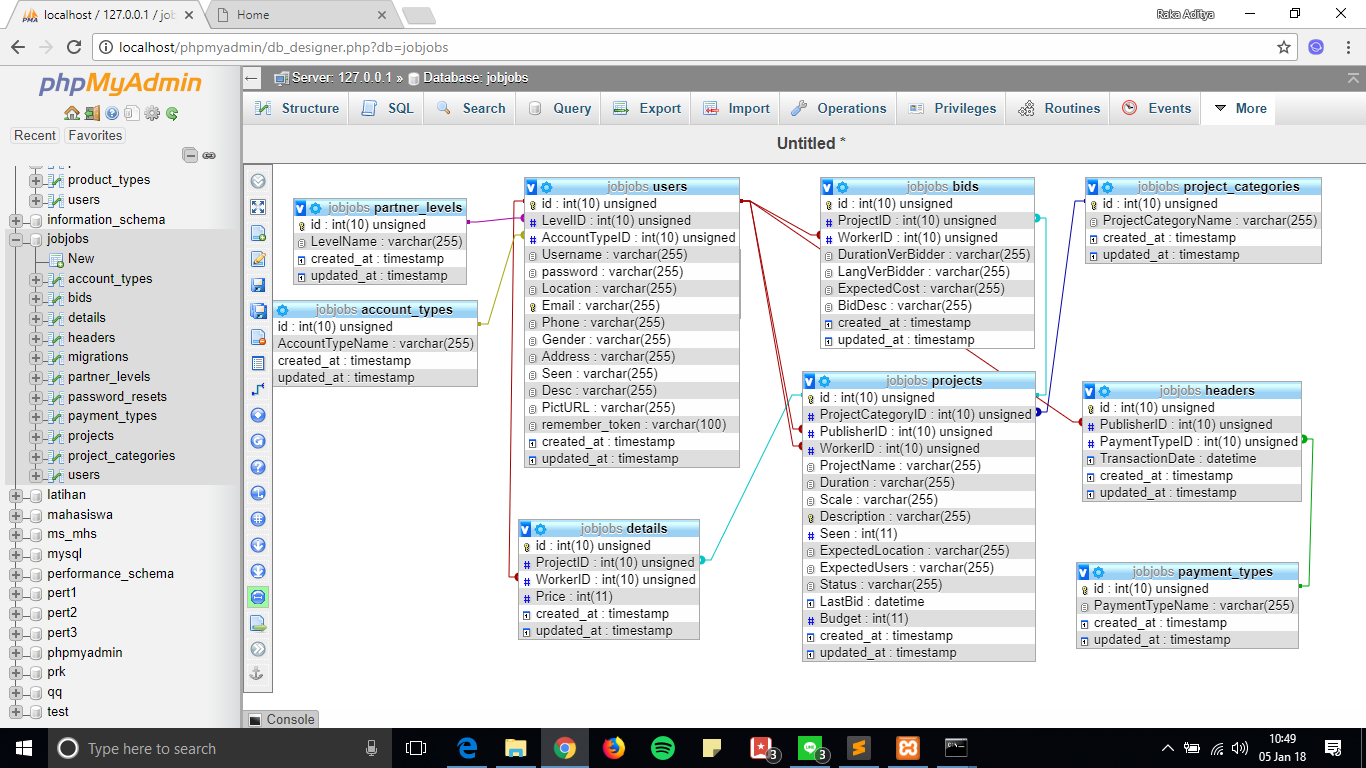 localhost / 127.0.0.1 / job
Home
Raka Aditya
localhost/phpmyadmin/db_designer.php?db=jobjobs
phpMyAdmin
Recent
Favorites
product_types
users
information_schema
jobjobs
New
account_types
bids
details
headers
migrations
partner_levels
password_resets
payment_types
projects
project_categories
users
latihan
mahasiswa
ms_mhs
mysql
performance_schema
pert1
pert2
pert3
phpmyadmin
prk
qq
test
Server: 127.0.0.1 » Database: jobjobs
Structure
SQL
Search
Query
Export
Import
Operations
Privileges
Routines
Events
More
Untitled *
jobjobs partner_levels
id : int(10) unsigned
LevelName : varchar(255)
created_at : timestamp
updated_at : timestamp
jobjobs account_types
id : int(10) unsigned
AccountTypeName : varchar(255)
created_at : timestamp
updated_at : timestamp
jobjobs users
id : int(10) unsigned
LevelID : int(10) unsigned
AccountTypeID : int(10) unsigned
Username : varchar(255)
password : varchar(255)
Location : varchar(255)
Email : varchar(255)
Phone : varchar(255)
Gender : varchar(255)
Address : varchar(255)
Seen : varchar(255)
Desc : varchar(255)
PictURL : varchar(255)
remember_token : varchar(100)
created_at : timestamp
updated_at : timestamp
jobjobs details
id : int(10) unsigned
ProjectID : int(10) unsigned
WorkerID : int(10) unsigned
Price : int(11)
created_at : timestamp
updated_at : timestamp
jobjobs bids
id : int(10) unsigned
ProjectID : int(10) unsigned
WorkerID : int(10) unsigned
DurationVerBidder : varchar(255)
LangVerBidder : varchar(255)
ExpectedCost : varchar(255)
BidDesc : varchar(255)
created_at : timestamp
updated_at : timestamp
jobjobs projects
id : int(10) unsigned
ProjectCategoryID : int(10) unsigned
PublisherID : int(10) unsigned
WorkerID : int(10) unsigned
ProjectName : varchar(255)
Duration : varchar(255)
Scale : varchar(255)
Description : varchar(255)
Seen : int(11)
ExpectedLocation : varchar(255)
ExpectedUsers : varchar(255)
Status : varchar(255)
LastBid : datetime
Budget : int(11)
created_at : timestamp
updated_at : timestamp
jobjobs project_categories
id : int(10) unsigned
ProjectCategoryName : varchar(255)
created_at : timestamp
updated_at : timestamp
jobjobs headers
id : int(10) unsigned
PublisherID : int(10) unsigned
PaymentTypeID : int(10) unsigned
TransactionDate : datetime
created_at : timestamp
updated_at : timestamp
jobjobs payment_types
id : int(10) unsigned
PaymentTypeName : varchar(255)
created_at : timestamp
updated_at : timestamp
Console
Type here to search
3
3
10:49
05 Jan 18